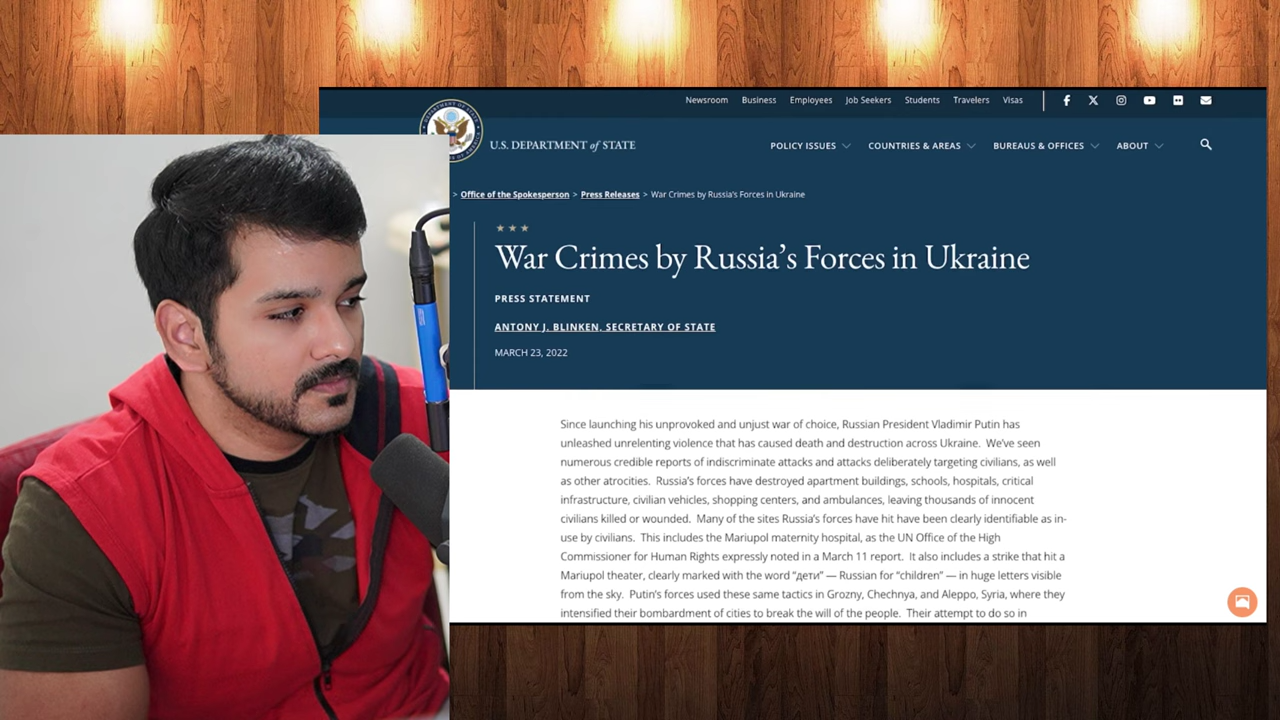 Newsroom Business Employees Job Seekers Students Travelers Visas
U.S. DEPARTMENT of STATE
POLICY ISSUES COUNTRIES & AREAS BUREAUS & OFFICES ABOUT
> Office of the Spokesperson > Press Releases > War Crimes by Russia's Forces in Ukraine
War Crimes by Russia's Forces in Ukraine
PRESS STATEMENT
ANTONY J. BLINKEN, SECRETARY OF STATE
MARCH 23, 2022
Since launching his unprovoked and unjust war of choice, Russian President Vladimir Putin has
unleashed unrelenting violence that has caused death and destruction across Ukraine. We've seen
numerous credible reports of indiscriminate attacks and attacks deliberately targeting civilians, as well
as other atrocities. Russia's forces have destroyed apartment buildings, schools, hospitals, critical
infrastructure, civilian vehicles, shopping centers, and ambulances, leaving thousands of innocent
civilians killed or wounded. Many of the sites Russia's forces have hit have been clearly identifiable as in-
use by civilians. This includes the Mariupol maternity hospital, as the UN Office of the High
Commissioner for Human Rights expressly noted in a March 11 report. It also includes a strike that hit a
Mariupol theater, clearly marked with the word "дети" — Russian for "children" — in huge letters visible
from the sky. Putin's forces used these same tactics in Grozny, Chechnya, and Aleppo, Syria, where they
intensified their bombardment of cities to break the will of the people. Their attempt to do so in